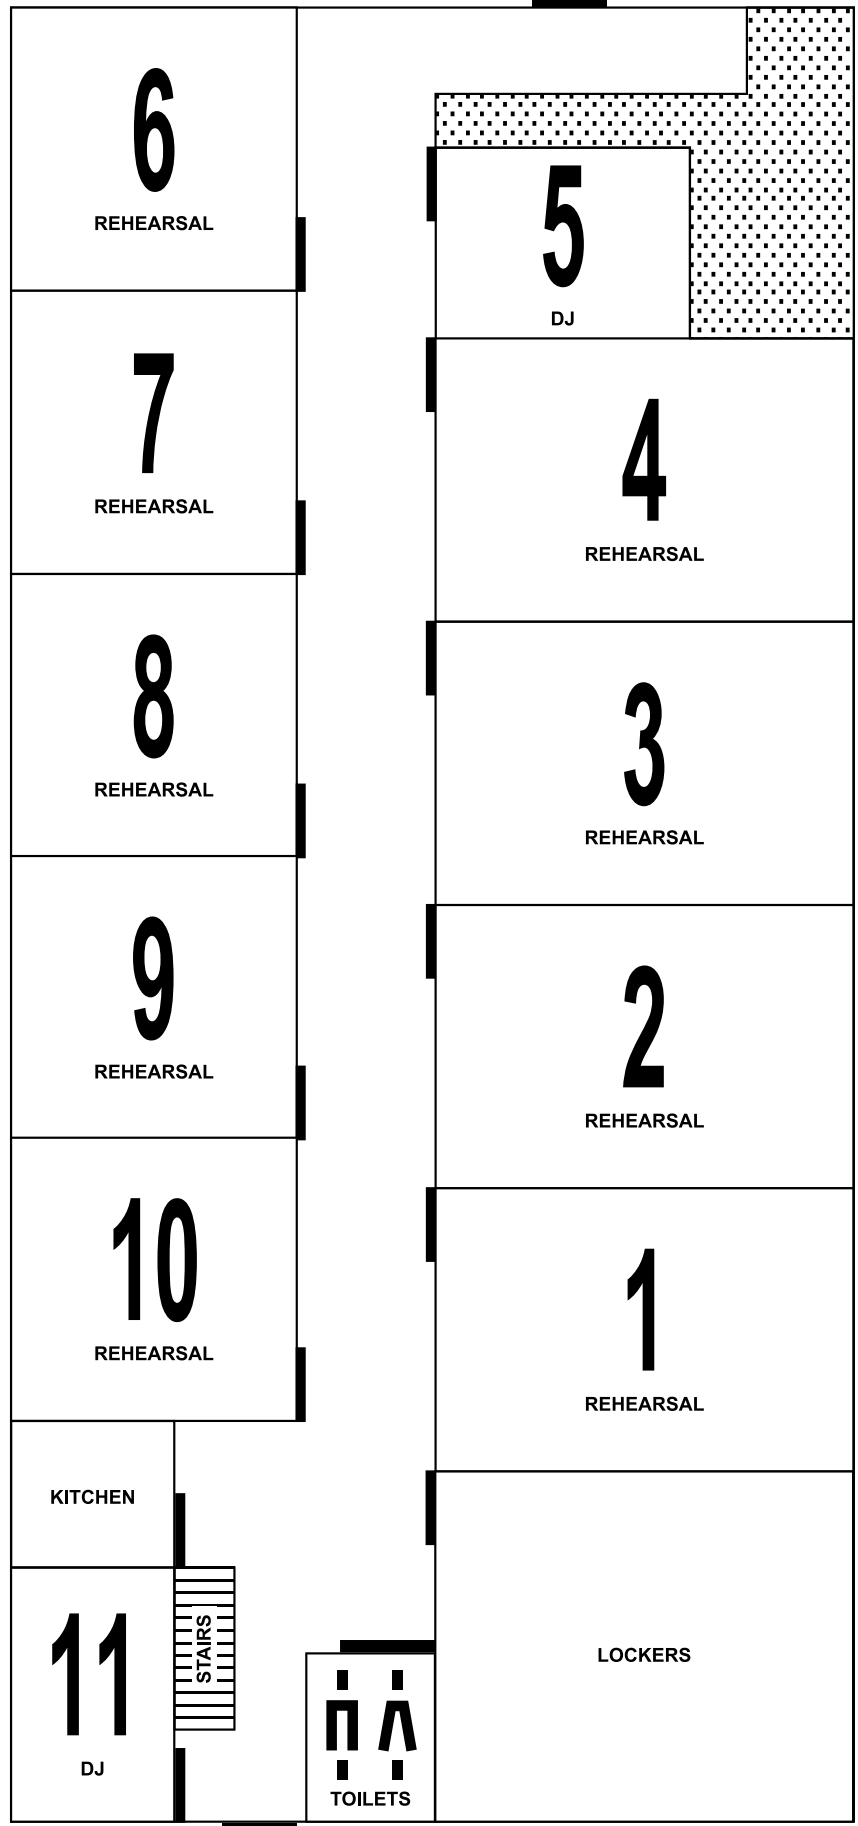 6
REHEARSAL
5
DJ
7
REHEARSAL
4
REHEARSAL
8
REHEARSAL
3
REHEARSAL
9
REHEARSAL
2
REHEARSAL
10
REHEARSAL
1
REHEARSAL
KITCHEN
11
DJ
STAIRS
TOILETS
LOCKERS